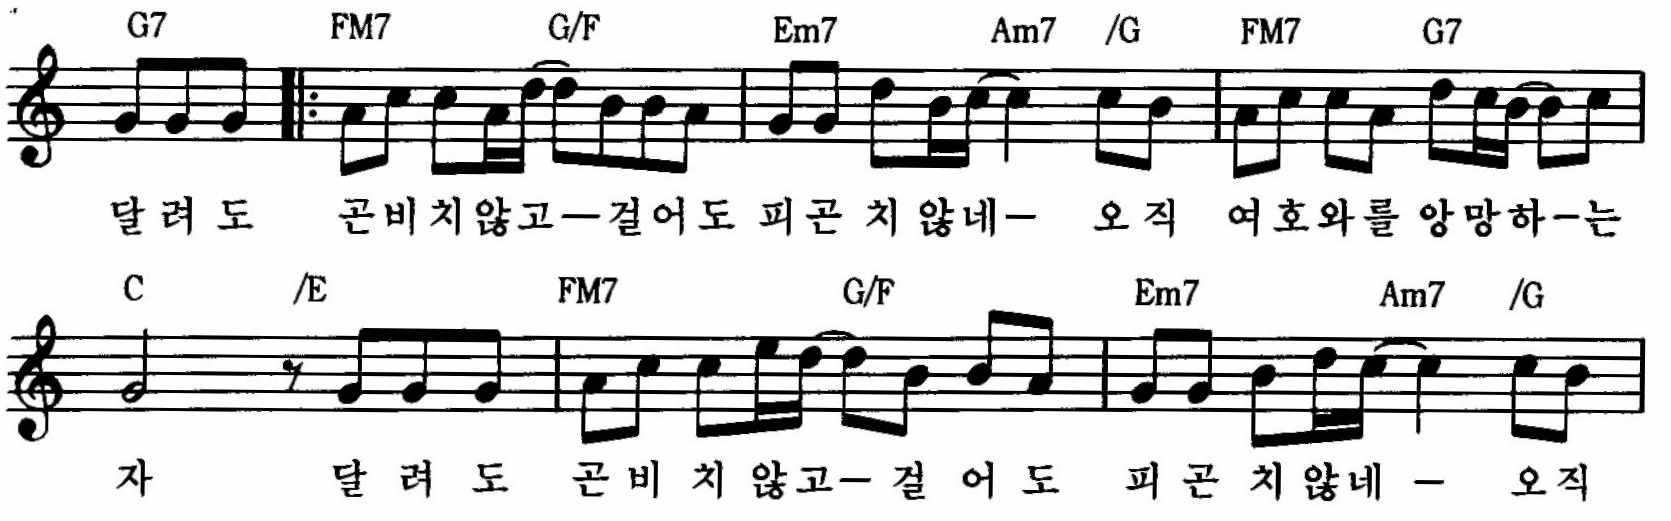 G7 FM7 G/F Em7 Am7 /G FM7 G7
달려도 곤비치않고—걸어도 피곤 치않네— 오직 여호와를 앙망하—는
C /E FM7 G/F Em7 Am7 /G
자 달려도 곤비 치않고—걸어도 피곤 치않네— 오직